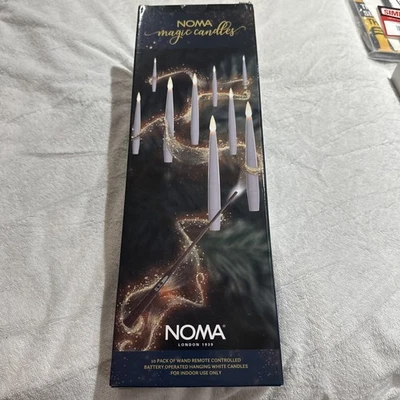 NOMA
magic candles
NOMA®
LONDON 1939
10 PACK OF WAND REMOTE CONTROLLED
BATTERY OPERATED HANGING WHITE CANDLES
FOR INDOOR USE ONLY